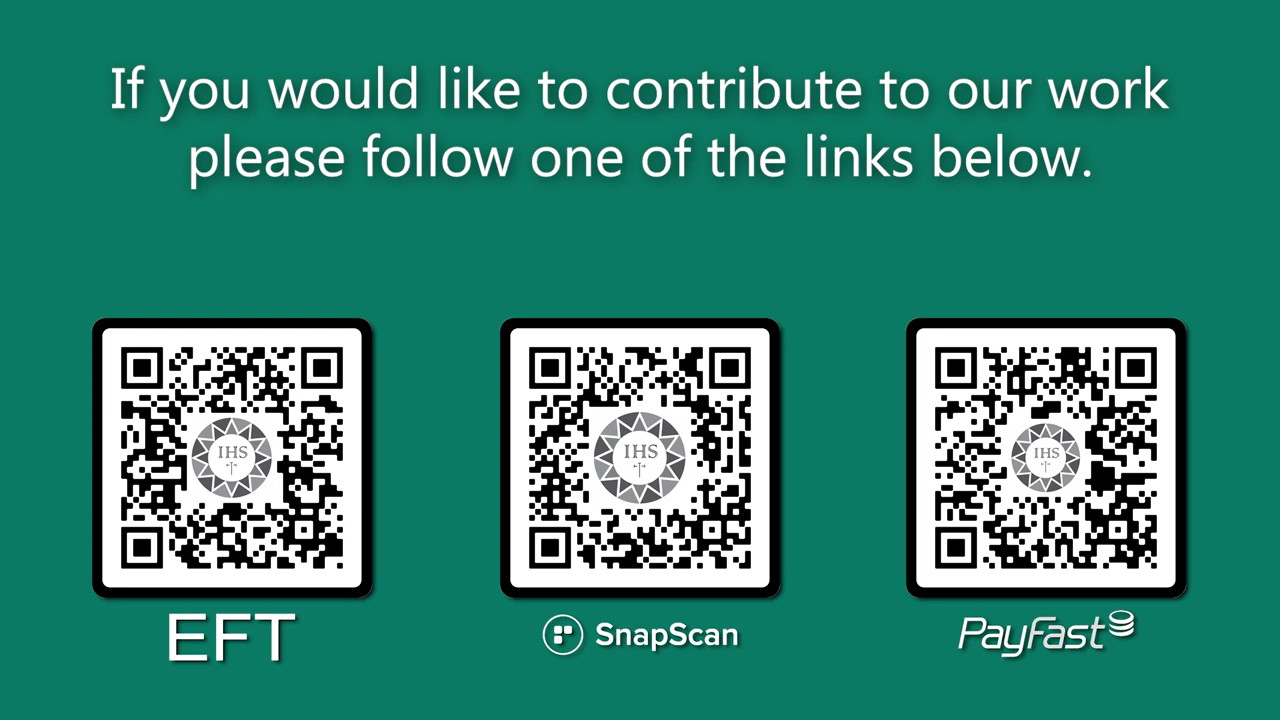 If you would like to contribute to our work
please follow one of the links below.
IHS
IHS
IHS
EFT
SnapScan
PayFast